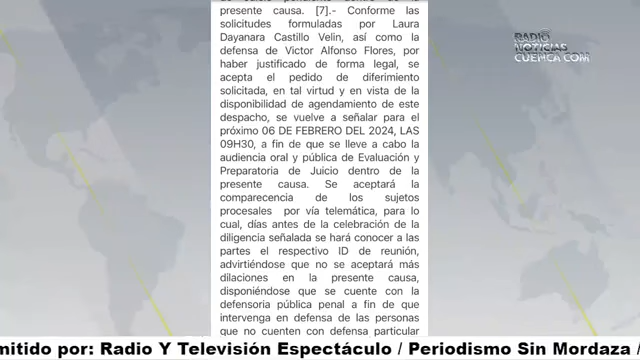 presente causa. [7].- Conforme las
solicitudes formuladas por Laura
Dayanara Castillo Velin, así como la
defensa de Victor Alfonso Flores, por
haber justificado de forma legal, se
acepta el pedido de diferimiento
solicitada, en tal virtud y en vista de la
disponibilidad de agendamiento de este
despacho, se vuelve a señalar para el
próximo 06 DE FEBRERO DEL 2024, LAS
09H30, a fin de que se lleve a cabo la
audiencia oral y pública de Evaluación y
Preparatoria de Juicio dentro de la
presente causa. Se aceptará la
comparecencia de los sujetos
procesales por vía telemática, para lo
cual, días antes de la celebración de la
diligencia señalada se hará conocer a las
partes el respectivo ID de reunión,
advirtiéndose que no se aceptará más
dilaciones en la presente causa,
disponiéndose que se cuente con la
defensoria pública penal a fin de que
intervenga en defensa de las personas
que no cuenten con defensa particular
RADIO
NOTICIAS
CUENCA.COM
mitido por: Radio Y Televisión Espectáculo / Periodismo Sin Mordaza /